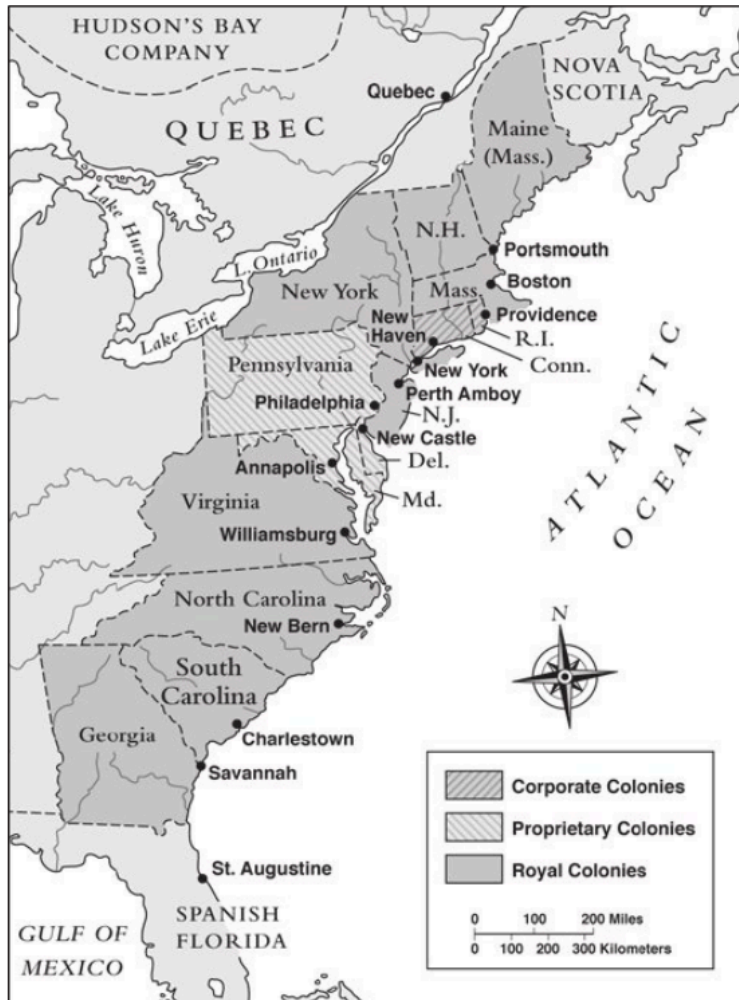 HUDSON'S BAY
COMPANY
NOVA
SCOTIA
Quebec
QUEBEC
Maine
(Mass.)
Lake Huron
N.H.
Portsmouth
L. Ontario
Boston
New York
Mass.
Providence
Lake Erie
New
Haven
R.I.
Conn.
Pennsylvania
New York
Perth Amboy
Philadelphia
N.J.
New Castle
Annapolis
Del.
Md.
Virginia
Williamsburg
ATLANTIC
OCEAN
North Carolina
New Bern
N
South
Carolina
Georgia
Charlestown
Savannah
Corporate Colonies
Proprietary Colonies
Royal Colonies
St. Augustine
SPANISH
FLORIDA
GULF OF
MEXICO
0 100 200 Miles
0 100 200 300 Kilometers